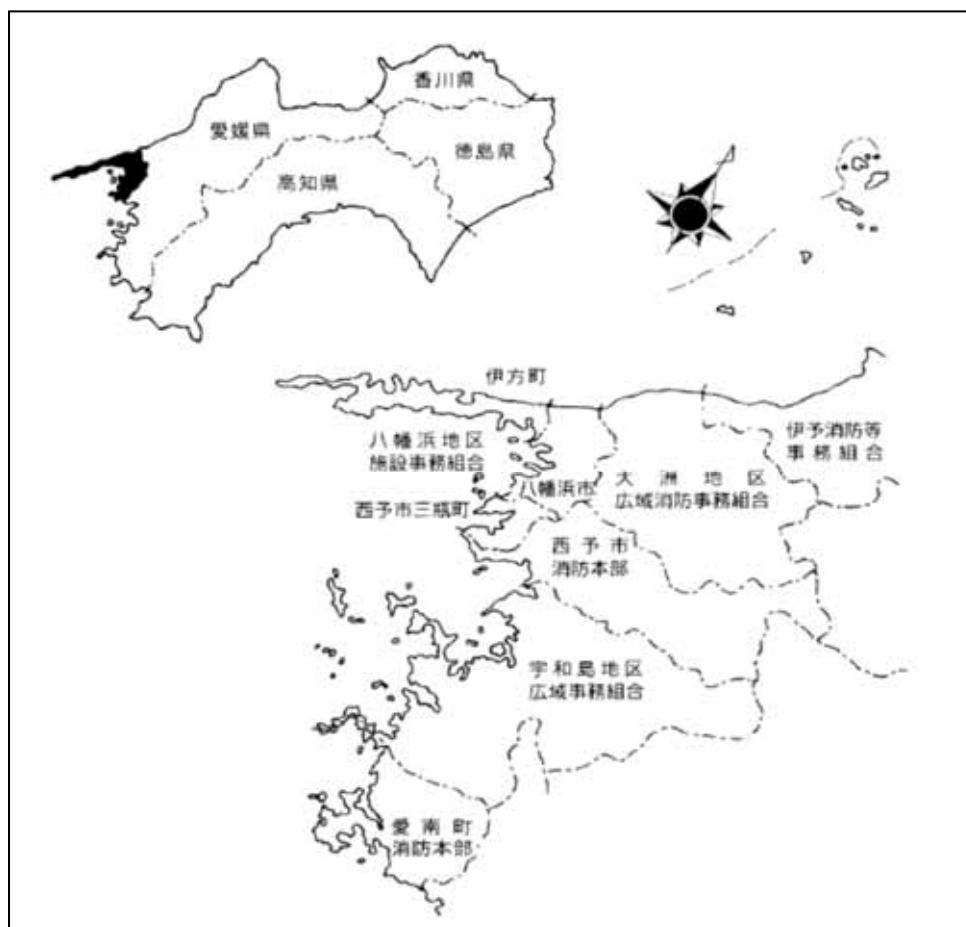 香川県
愛媛県
徳島県
高知県
伊方町
八幡浜地区
施設事務組合
伊予消防等
事務組合
八幡浜市
大洲地区
広域消防事務組合
西予市三瓶町
西予市
消防本部
宇和島地区
広域事務組合
愛南町
消防本部